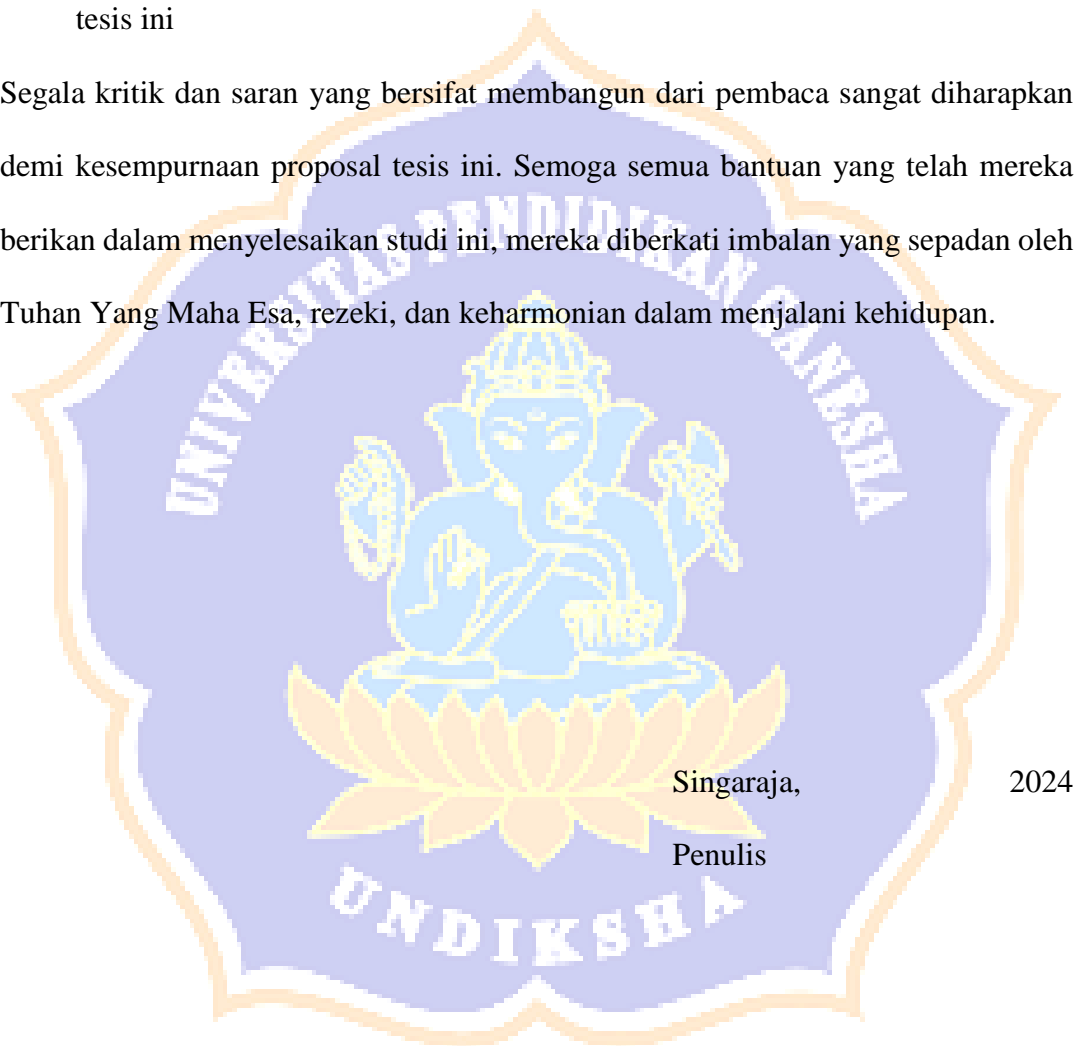 tesis ini
Segala kritik dan saran yang bersifat membangun dari pembaca sangat diharapkan
demi kesempurnaan proposal tesis ini. Semoga semua bantuan yang telah mereka
berikan dalam menyelesaikan studi ini, mereka diberkati imbalan yang sepadan oleh
Tuhan Yang Maha Esa, rezeki, dan keharmonian dalam menjalani kehidupan.
UNIVERSITAS PENDIDIKAN GANESHA
Singaraja, 2024
Penulis
UNDIKSHA